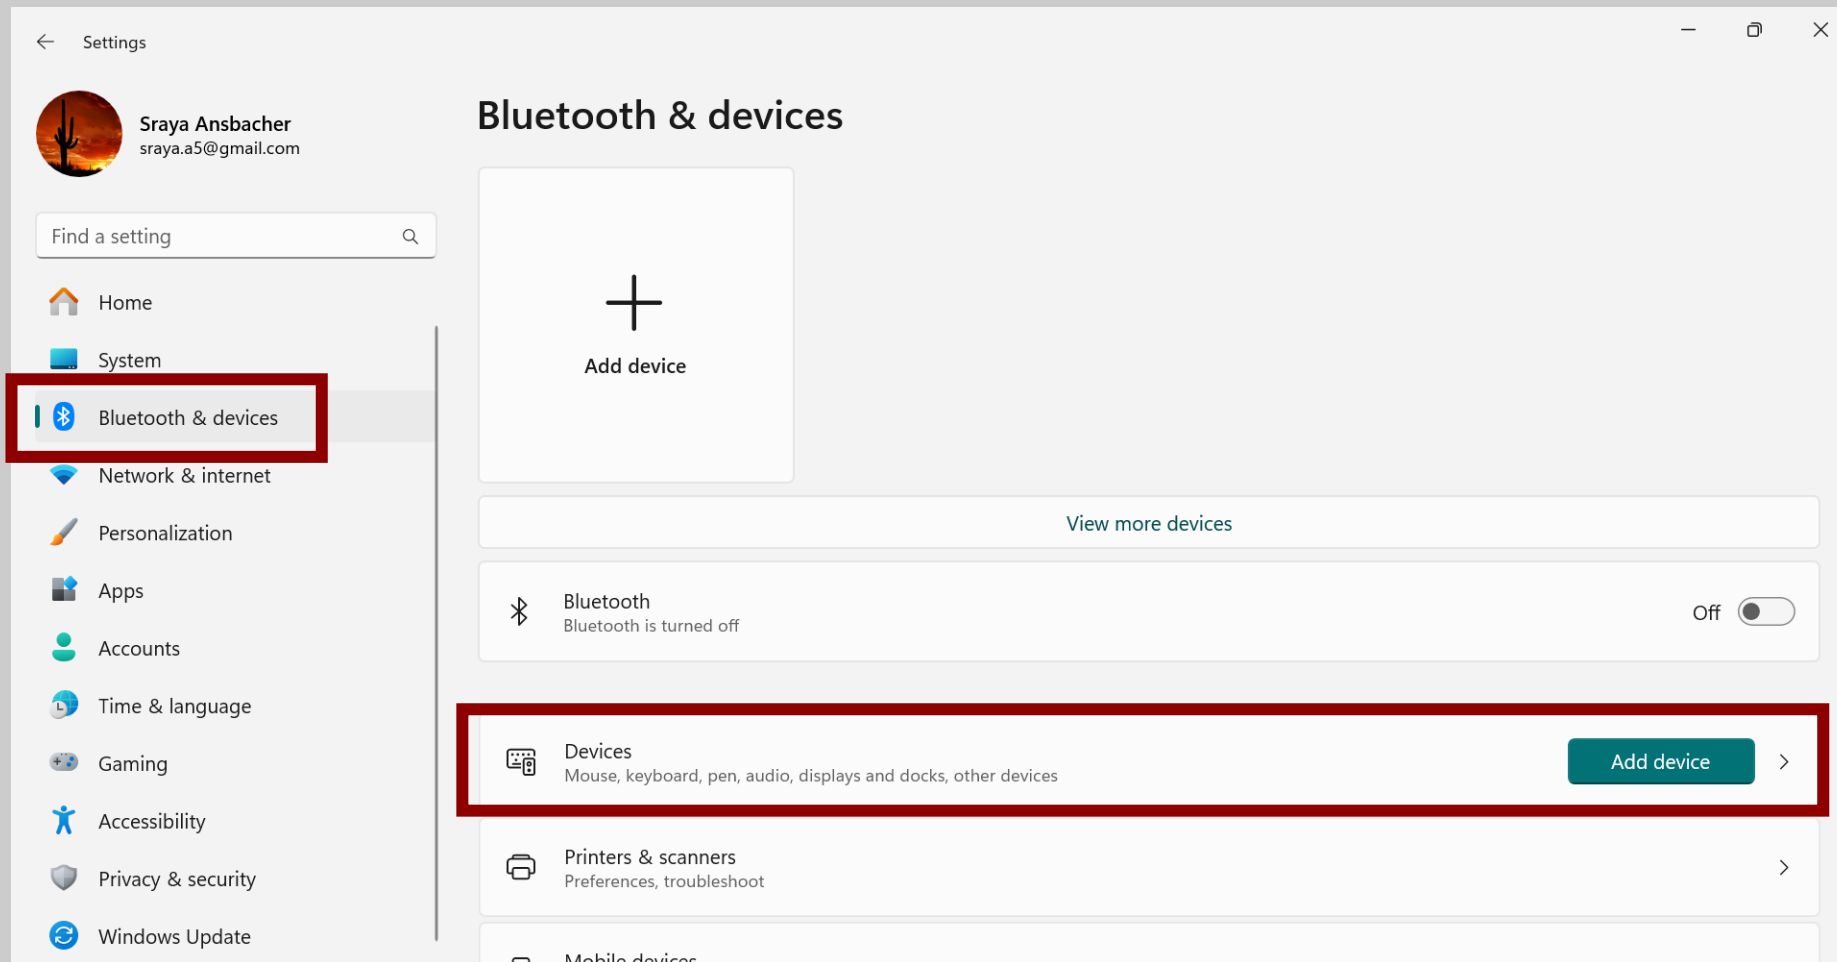 Settings
Sraya Ansbacher
sraya.a5@gmail.com
Find a setting
Home
System
Bluetooth & devices
Network & internet
Personalization
Apps
Accounts
Time & language
Gaming
Accessibility
Privacy & security
Windows Update
Bluetooth & devices
Add device
View more devices
Bluetooth
Bluetooth is turned off
Off
Devices
Mouse, keyboard, pen, audio, displays and docks, other devices
Add device
Printers & scanners
Preferences, troubleshoot
Mobile devices